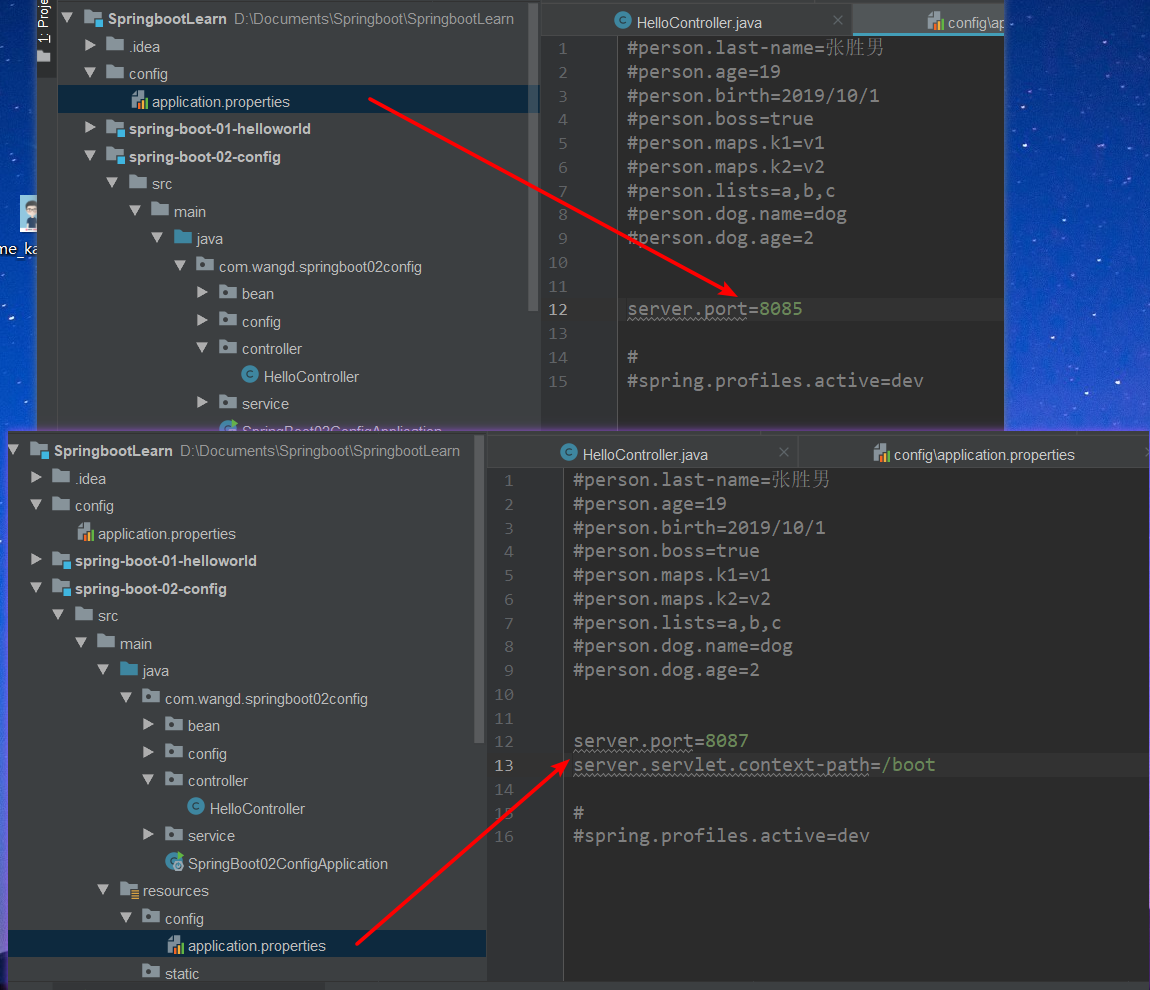 1: Proje
SpringbootLearn D:\Documents\Springboot\SpringbootLearn
.idea
config
application.properties
spring-boot-01-helloworld
spring-boot-02-config
src
main
java
com.wangd.springboot02config
bean
config
controller
HelloController
service
SpringBoot02ConfigApplication
me_ka
HelloController.java
config\ap
1 #person.last-name=张胜男
2 #person.age=19
3 #person.birth=2019/10/1
4 #person.boss=true
5 #person.maps.k1=v1
6 #person.maps.k2=v2
7 #person.lists=a,b,c
8 #person.dog.name=dog
9 #person.dog.age=2
10
11
12 server.port=8085
13
14 #
15 #spring.profiles.active=dev
SpringbootLearn D:\Documents\Springboot\SpringbootLearn
.idea
config
application.properties
spring-boot-01-helloworld
spring-boot-02-config
src
main
java
com.wangd.springboot02config
bean
config
controller
HelloController
service
SpringBoot02ConfigApplication
resources
config
application.properties
static
HelloController.java
config\application.properties
1 #person.last-name=张胜男
2 #person.age=19
3 #person.birth=2019/10/1
4 #person.boss=true
5 #person.maps.k1=v1
6 #person.maps.k2=v2
7 #person.lists=a,b,c
8 #person.dog.name=dog
9 #person.dog.age=2
10
11
12 server.port=8087
13 server.servlet.context-path=/boot
14
15 #
16 #spring.profiles.active=dev